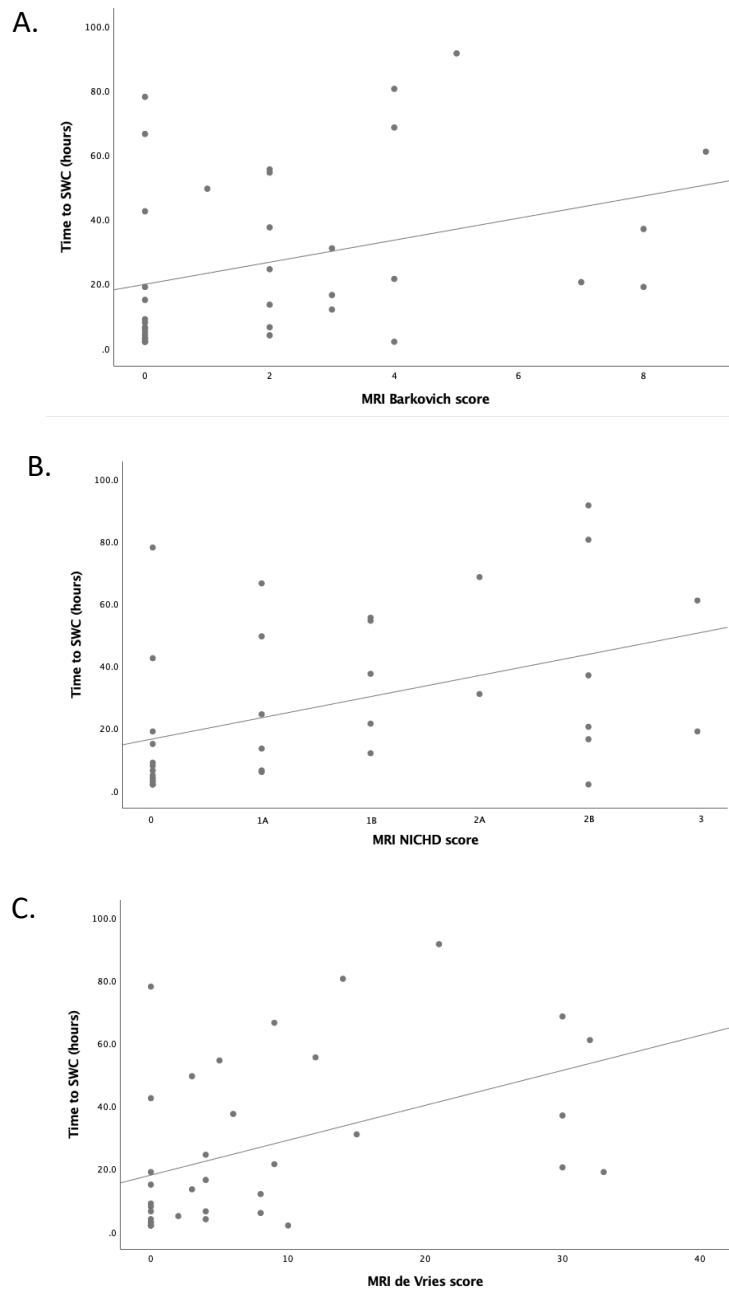 A.
100.0
80.0
60.0
40.0
20.0
.0
Time to SWC (hours)
0 2 4 6 8
MRI Barkovich score
B.
100.0
80.0
60.0
40.0
20.0
.0
Time to SWC (hours)
0 1A 1B 2A 2B 3
MRI NICHD score
C.
100.0
80.0
60.0
40.0
20.0
.0
Time to SWC (hours)
0 10 20 30 40
MRI de Vries score